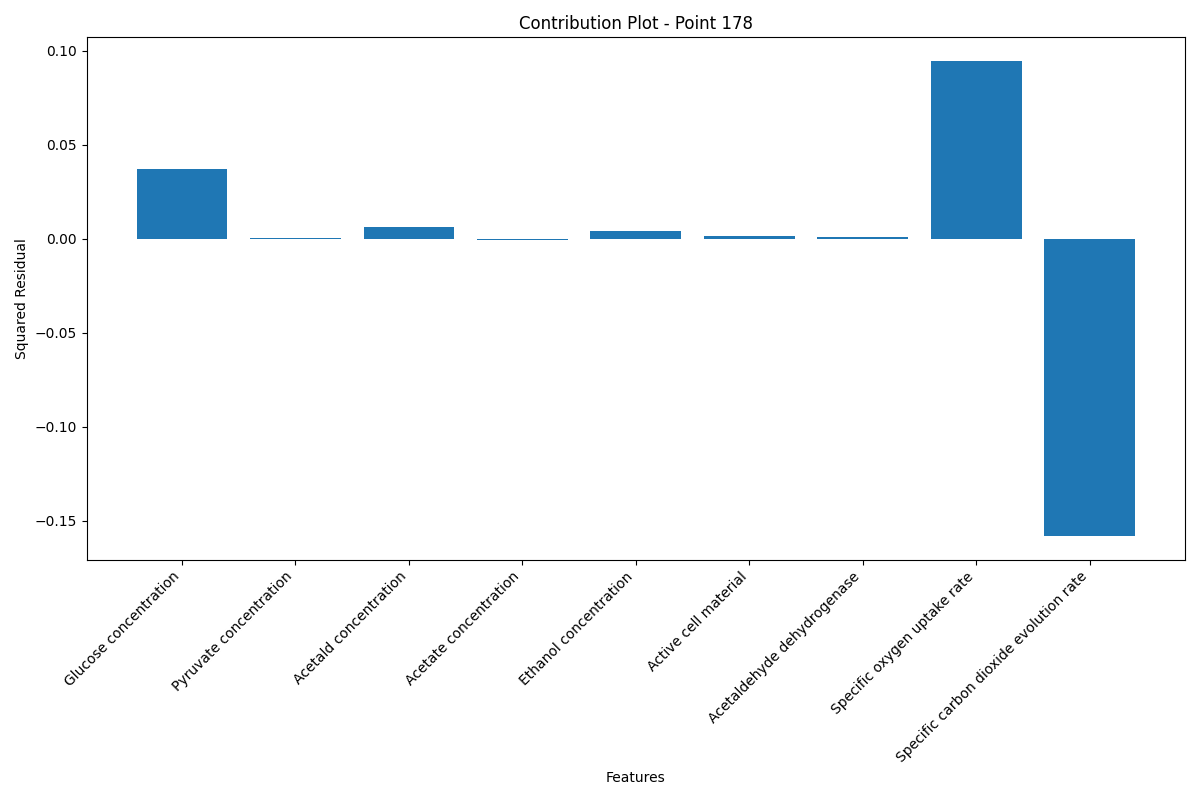 Contribution Plot - Point 178
Squared Residual
0.10
0.05
0.00
−0.05
−0.10
−0.15
Glucose concentration
Pyruvate concentration
Acetald concentration
Acetate concentration
Ethanol concentration
Active cell material
Acetaldehyde dehydrogenase
Specific oxygen uptake rate
Specific carbon dioxide evolution rate
Features